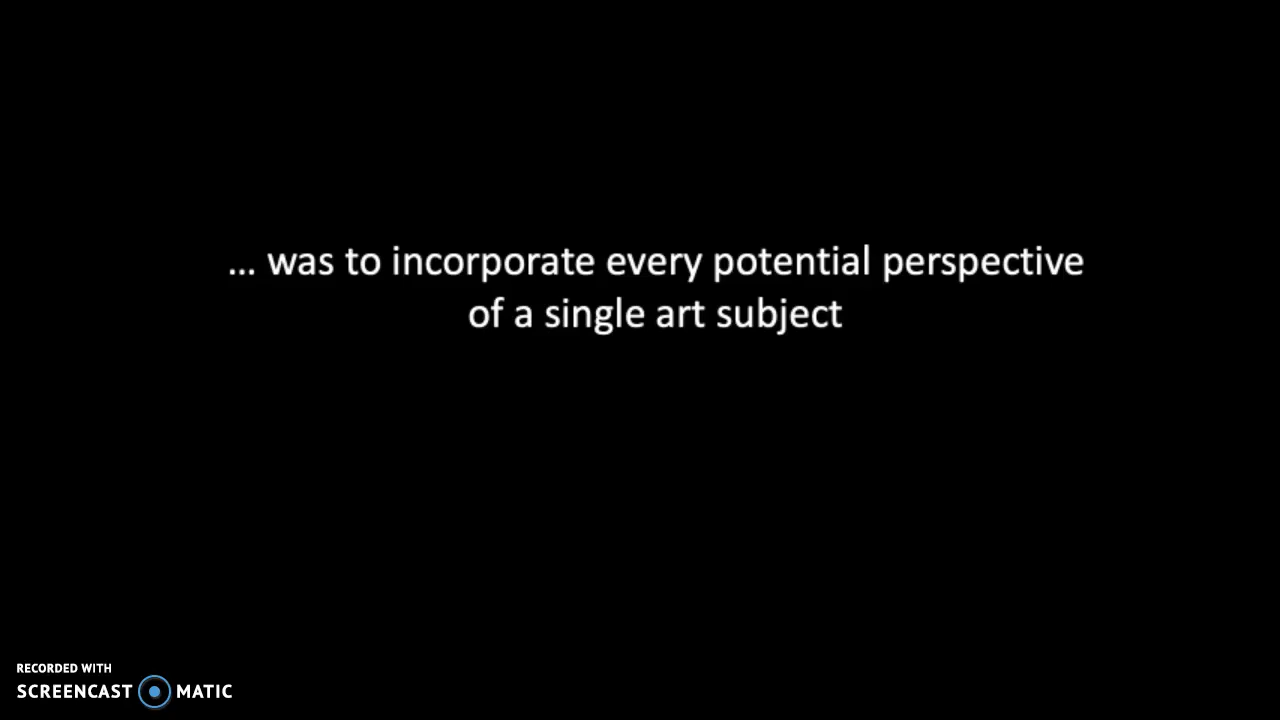 ... was to incorporate every potential perspective
of a single art subject
RECORDED WITH
SCREENCAST MATIC